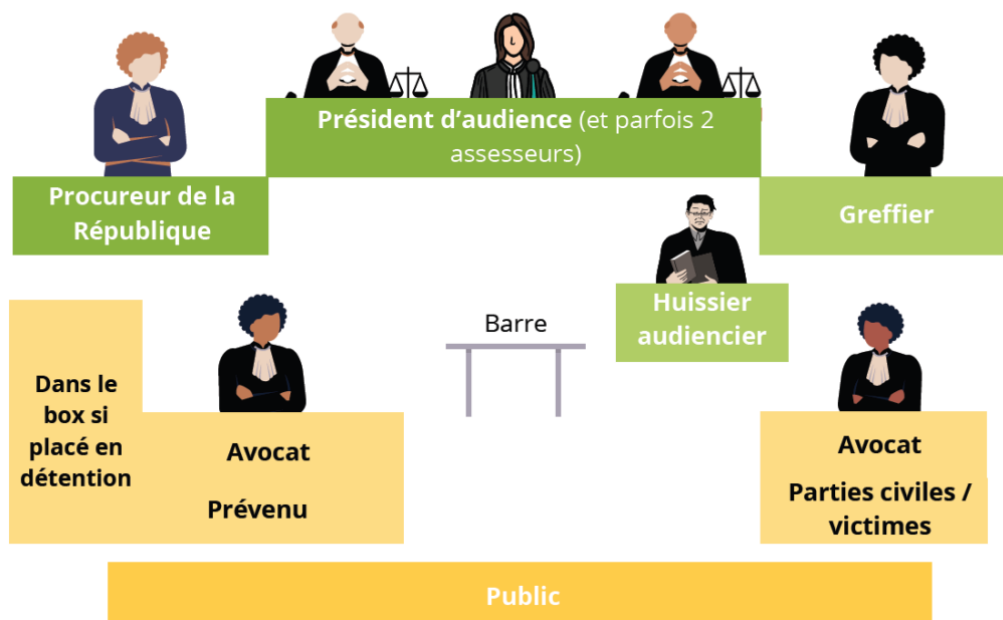 Président d’audience (et parfois 2
assesseurs)
Procureur de la
République
Greffier
Huissier
audiencier
Barre
Dans le
box si
placé en
détention
Avocat
Prévenu
Avocat
Parties civiles /
victimes
Public